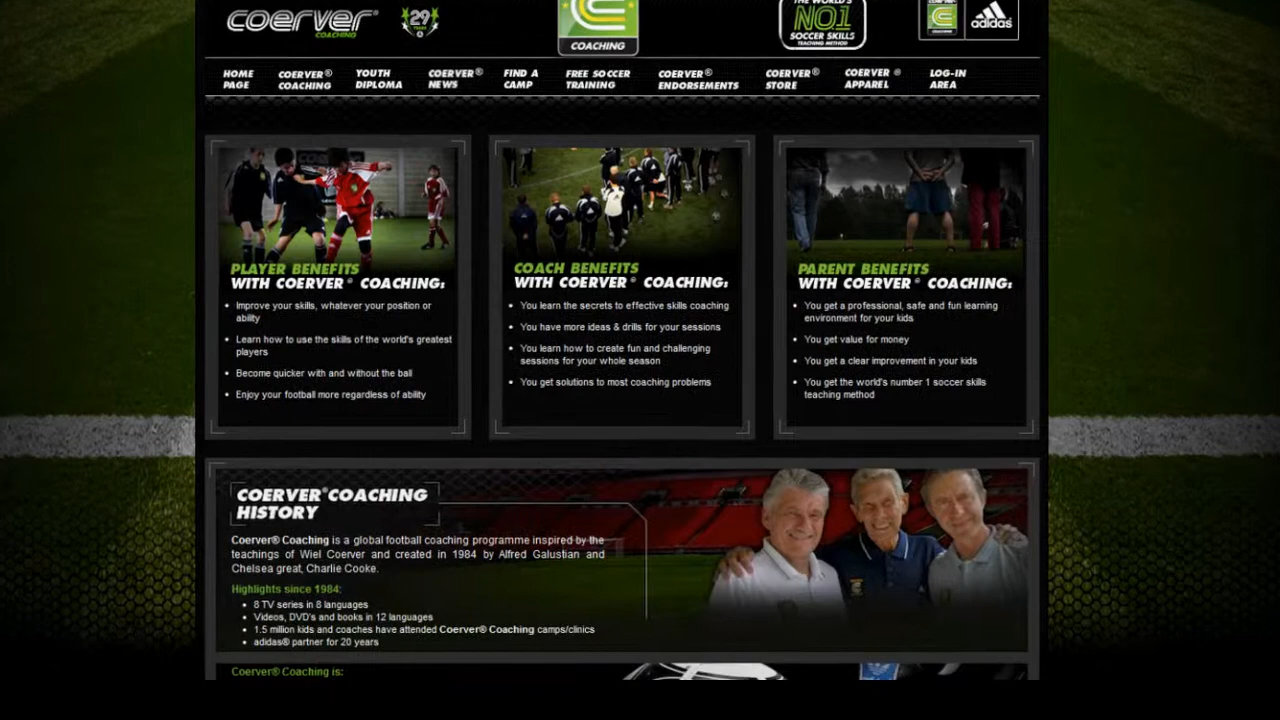 COERVER®
COACHING
29
YEARS
COACHING
THE WORLD'S
NO1
SOCCER SKILLS
TEACHING METHOD
COACHING
adidas
HOME PAGE
COERVER® COACHING
YOUTH DIPLOMA
COERVER® NEWS
FIND A CAMP
FREE SOCCER TRAINING
COERVER® ENDORSEMENTS
COERVER® STORE
COERVER ® APPAREL
LOG-IN AREA
PLAYER BENEFITS
WITH COERVER ® COACHING:
• Improve your skills, whatever your position or
ability
• Learn how to use the skills of the world's greatest
players
• Become quicker with and without the ball
• Enjoy your football more regardless of ability
COACH BENEFITS
WITH COERVER ® COACHING:
• You learn the secrets to effective skills coaching
• You have more ideas & drills for your sessions
• You learn how to create fun and challenging
sessions for your whole season
• You get solutions to most coaching problems
PARENT BENEFITS
WITH COERVER ® COACHING:
• You get a professional, safe and fun learning
environment for your kids
• You get value for money
• You get a clear improvement in your kids
• You get the world's number 1 soccer skills
teaching method
COERVER®COACHING
HISTORY
Coerver® Coaching is a global football coaching programme inspired by the
teachings of Wiel Coerver and created in 1984 by Alfred Galustian and
Chelsea great, Charlie Cooke.
Highlights since 1984:
• 8 TV series in 8 languages
• Videos, DVD's and books in 12 languages
• 1.5 million kids and coaches have attended Coerver® Coaching camps/clinics
• adidas® partner for 20 years
Coerver® Coaching is: